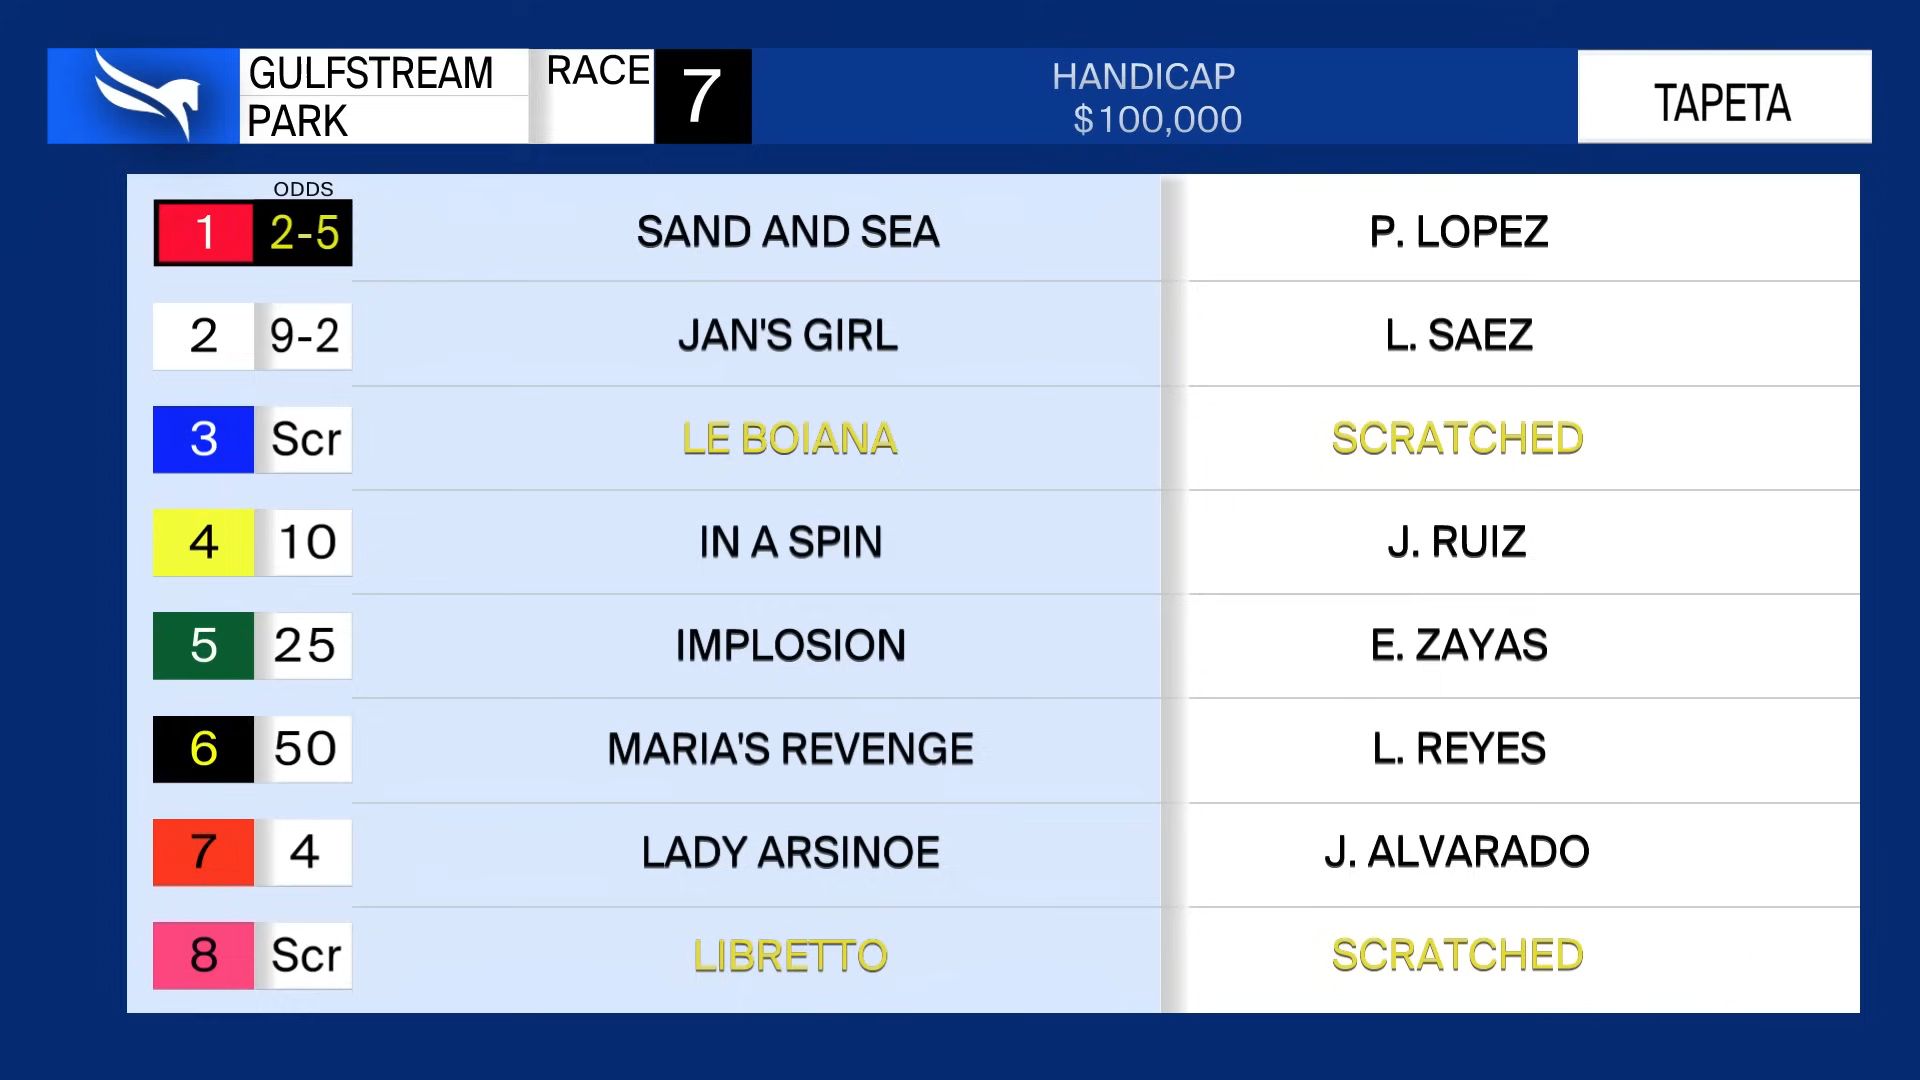 GULFSTREAM
PARK
RACE
7
HANDICAP
$100,000
TAPETA
ODDS
1 2-5 SAND AND SEA P. LOPEZ
2 9-2 JAN'S GIRL L. SAEZ
3 Scr LE BOIANA SCRATCHED
4 10 IN A SPIN J. RUIZ
5 25 IMPLOSION E. ZAYAS
6 50 MARIA'S REVENGE L. REYES
7 4 LADY ARSINOE J. ALVARADO
8 Scr LIBRETTO SCRATCHED